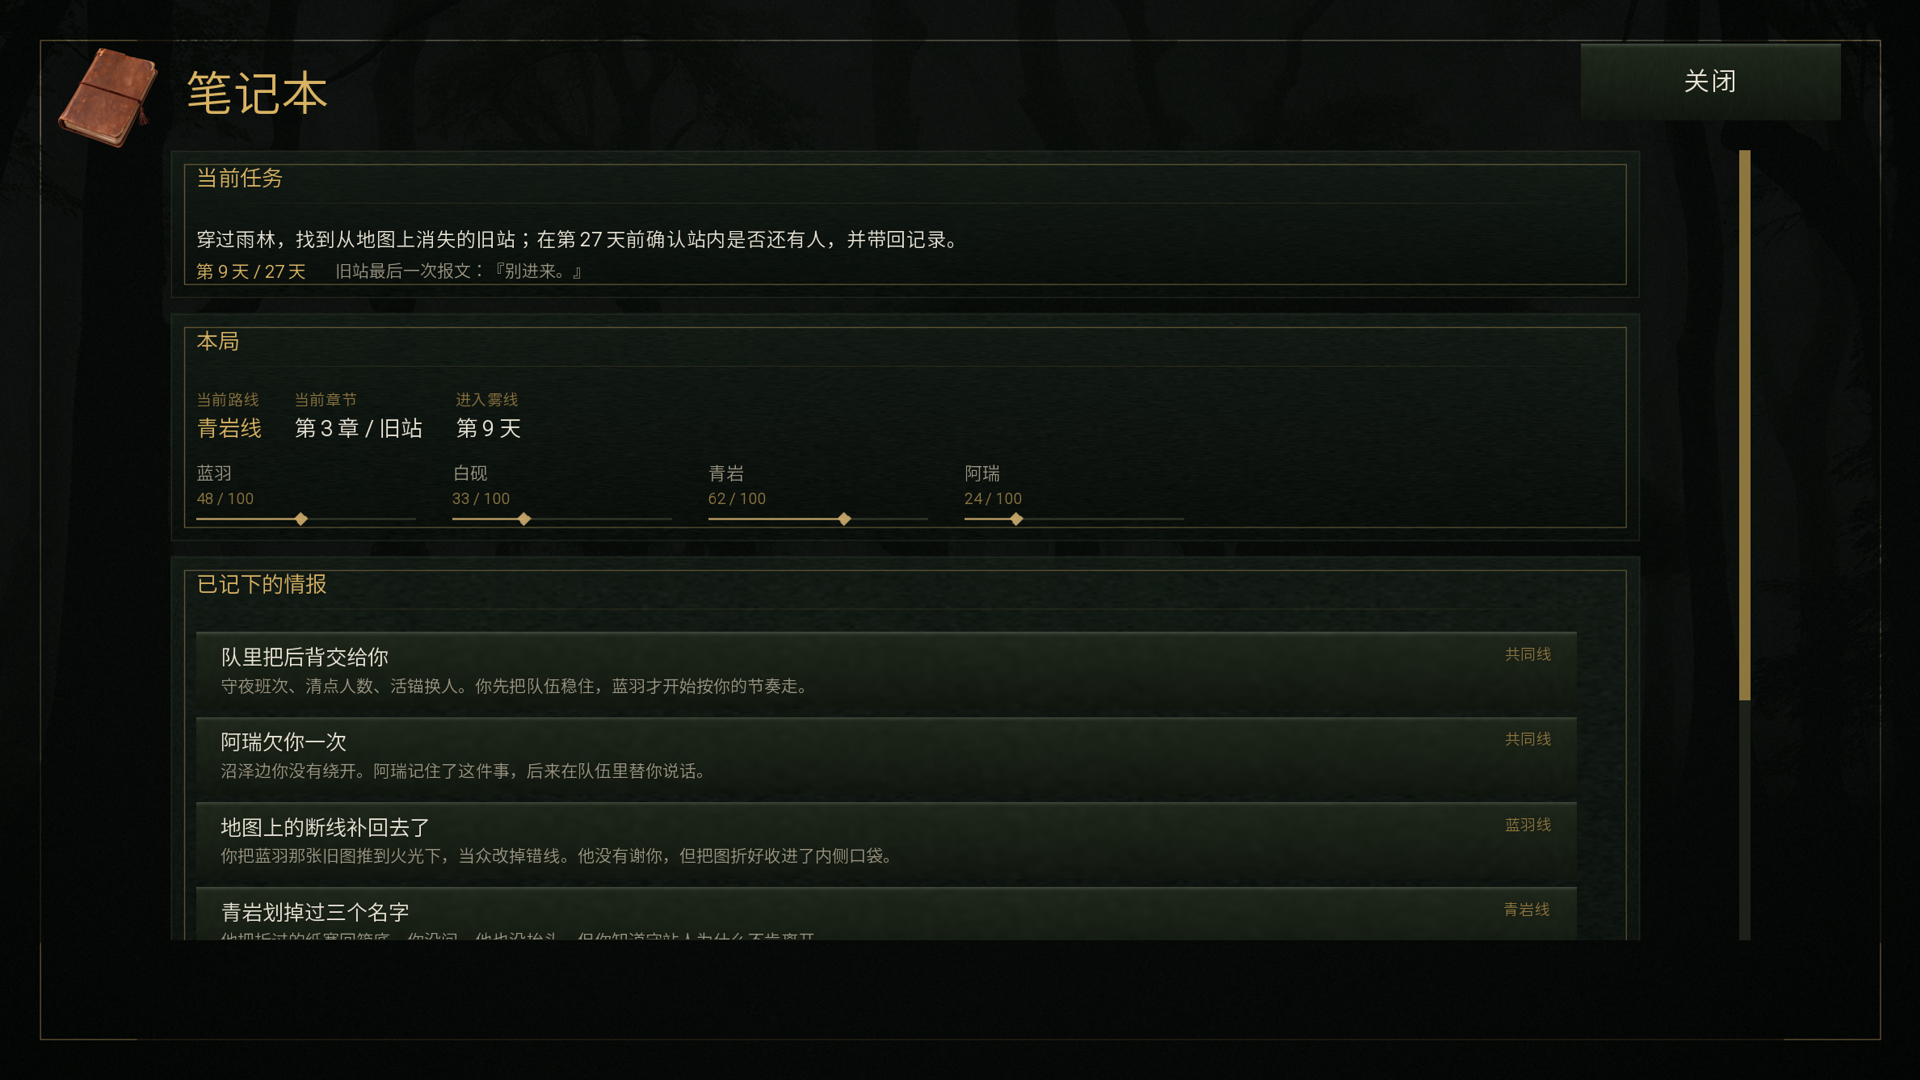 笔记本
关闭
当前任务
穿过雨林，找到从地图上消失的旧站；在第 27 天前确认站内是否还有人，并带回记录。
第 9 天 / 27 天 旧站最后一次报文：『别进来。』
本局
当前路线 当前章节 进入雾线
青岩线 第 3 章 / 旧站 第 9 天
蓝羽 白砚 青岩 阿瑞
48 / 100 33 / 100 62 / 100 24 / 100
已记下的情报
队里把后背交给你 共同线
守夜班次、清点人数、活锚换人。你先把队伍稳住，蓝羽才开始按你的节奏走。
阿瑞欠你一次 共同线
沼泽边你没有绕开。阿瑞记住了这件事，后来在队伍里替你说话。
地图上的断线补回去了 蓝羽线
你把蓝羽那张旧图推到火光下，当众改掉错线。他没有谢你，但把图折好收进了内侧口袋。
青岩划掉过三个名字 青岩线